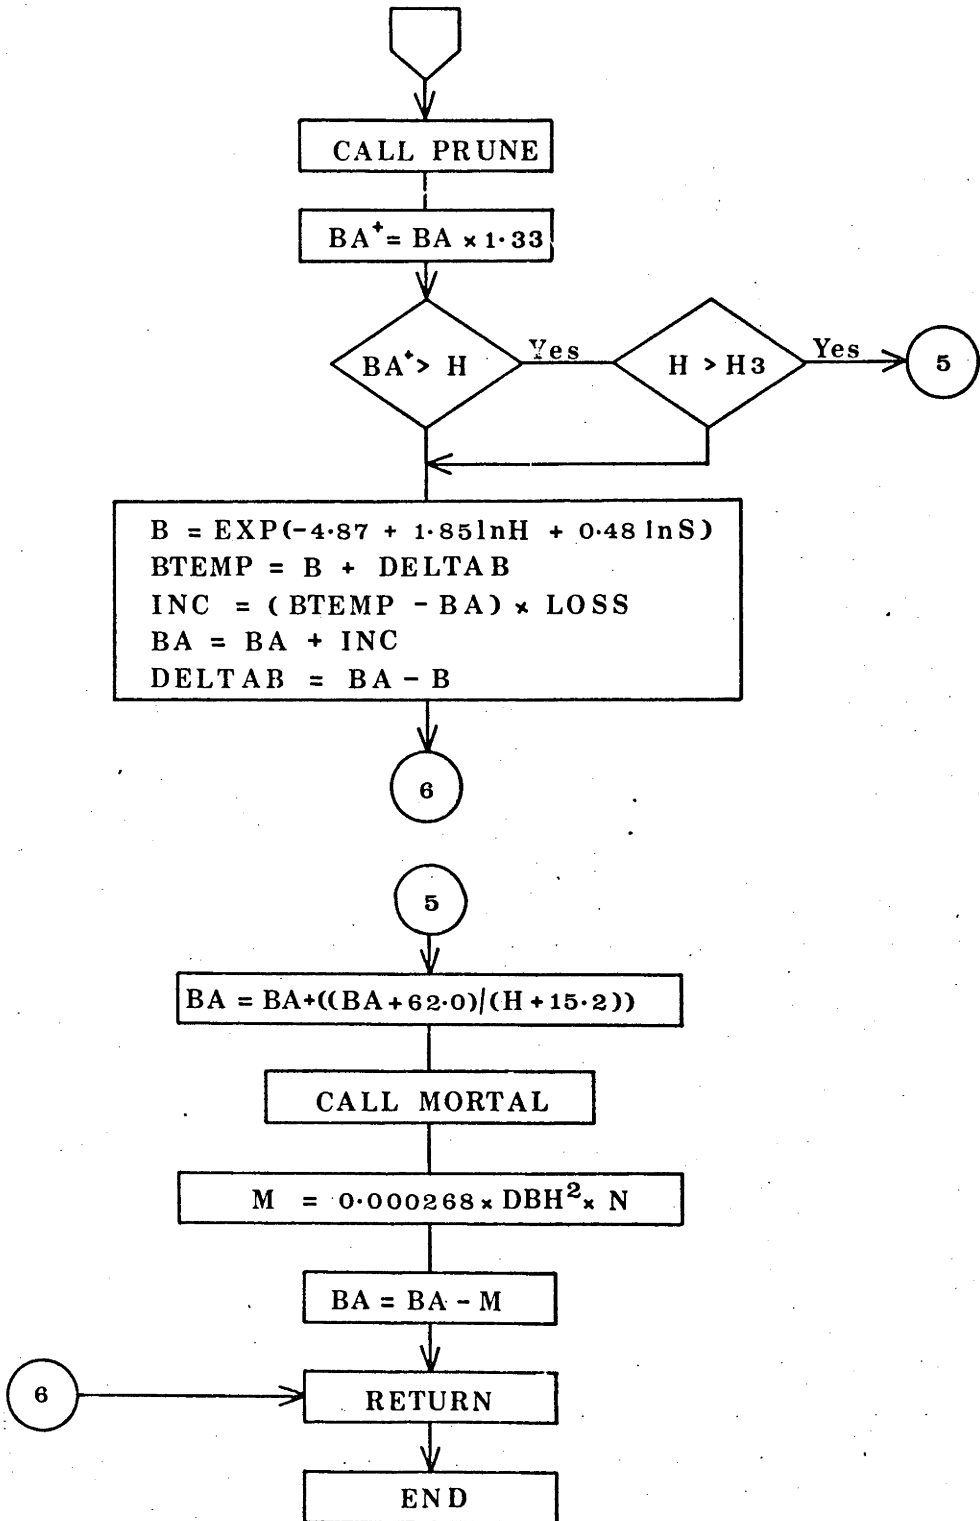 CALL PRUNE
BA⁺ = BA × 1·33
BA⁺ > H
Yes
H > H3
Yes
5
B = EXP(-4·87 + 1·85lnH + 0·48 lnS)
BTEMP = B + DELTAB
INC = (BTEMP - BA) × LOSS
BA = BA + INC
DELTAB = BA - B
6
5
BA = BA+((BA+62·0)/(H+15·2))
CALL MORTAL
M = 0·000268 × DBH² × N
BA = BA - M
6
RETURN
END